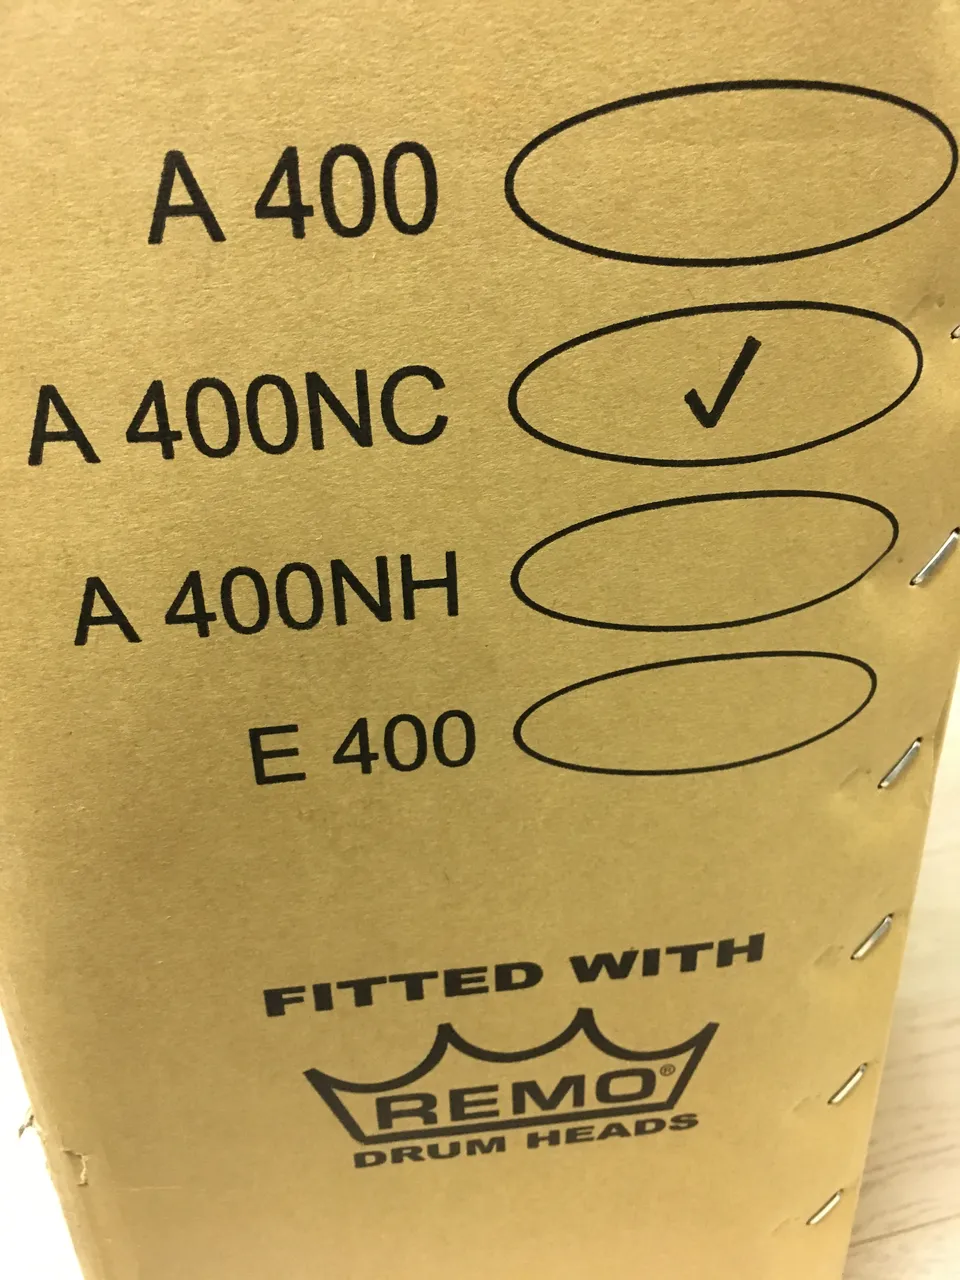 A 400
A 400NC ✓
A 400NH
E 400
FITTED WITH
REMO®
DRUM HEADS